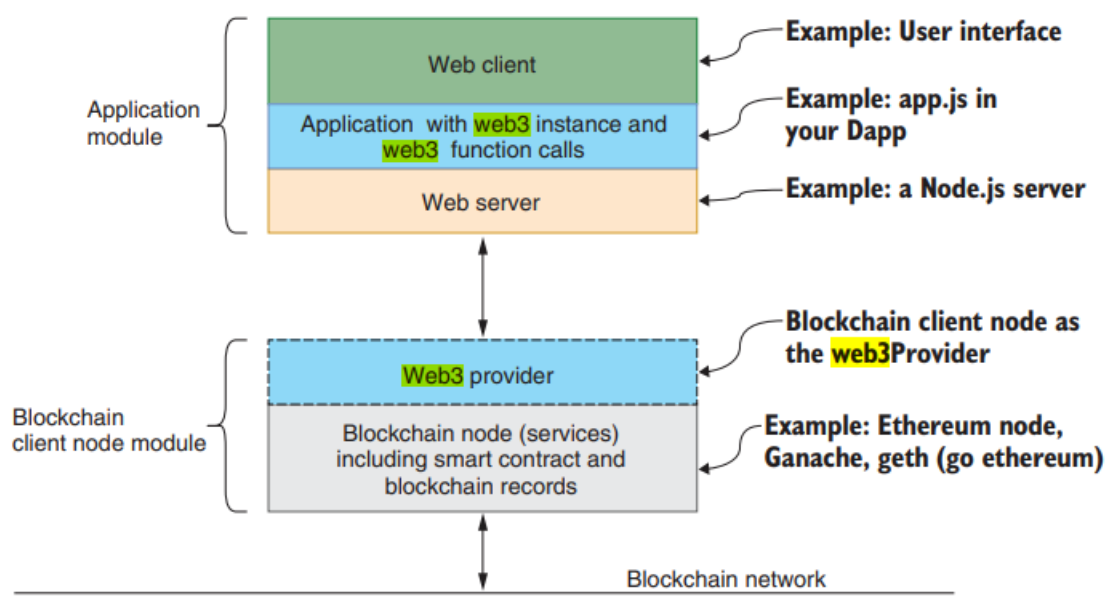 Web client
Example: User interface
Application
module
Application with web3 instance and
web3 function calls
Example: app.js in
your Dapp
Web server
Example: a Node.js server
Blockchain
client node module
Web3 provider
Blockchain client node as
the web3Provider
Blockchain node (services)
including smart contract and
blockchain records
Example: Ethereum node,
Ganache, geth (go ethereum)
Blockchain network